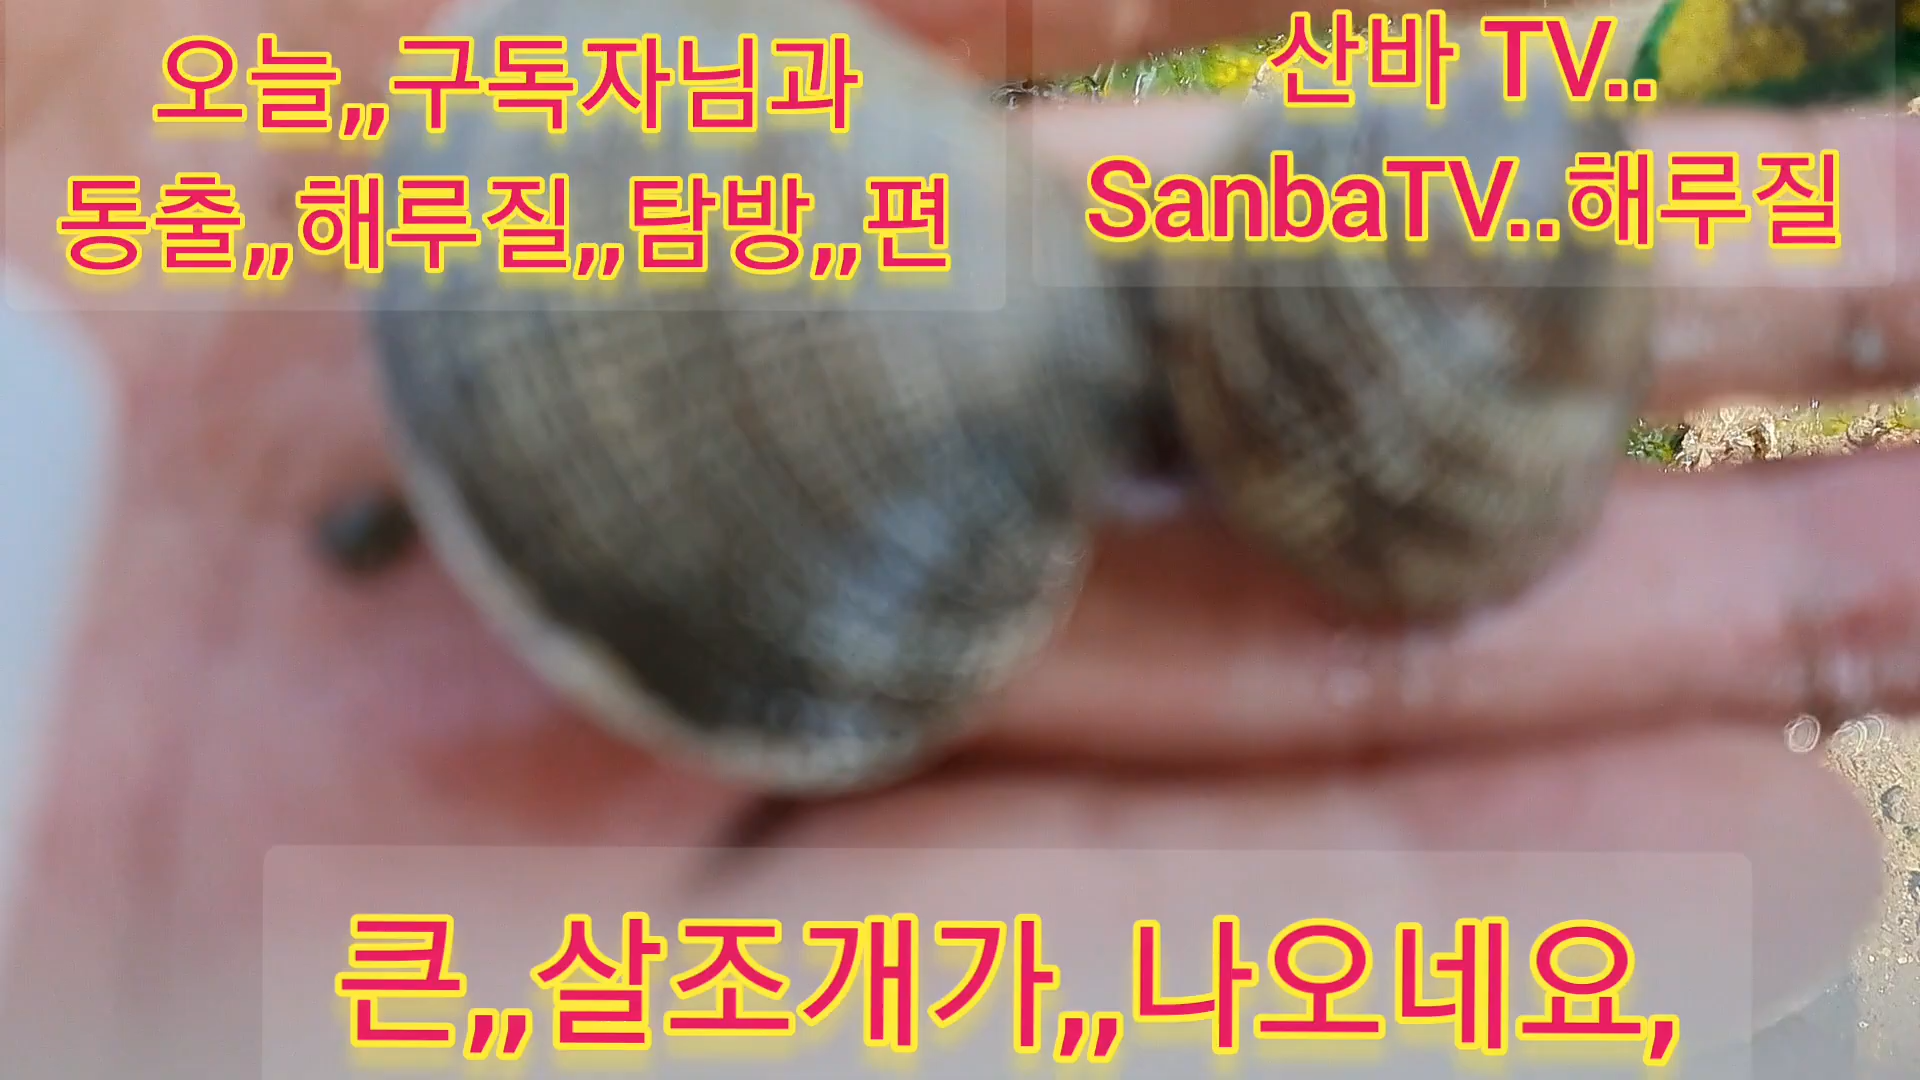 오늘,,구독자님과
동출,,해루질,,탐방,,편
산바 TV..
SanbaTV..해루질
큰,,살조개가,,나오네요,